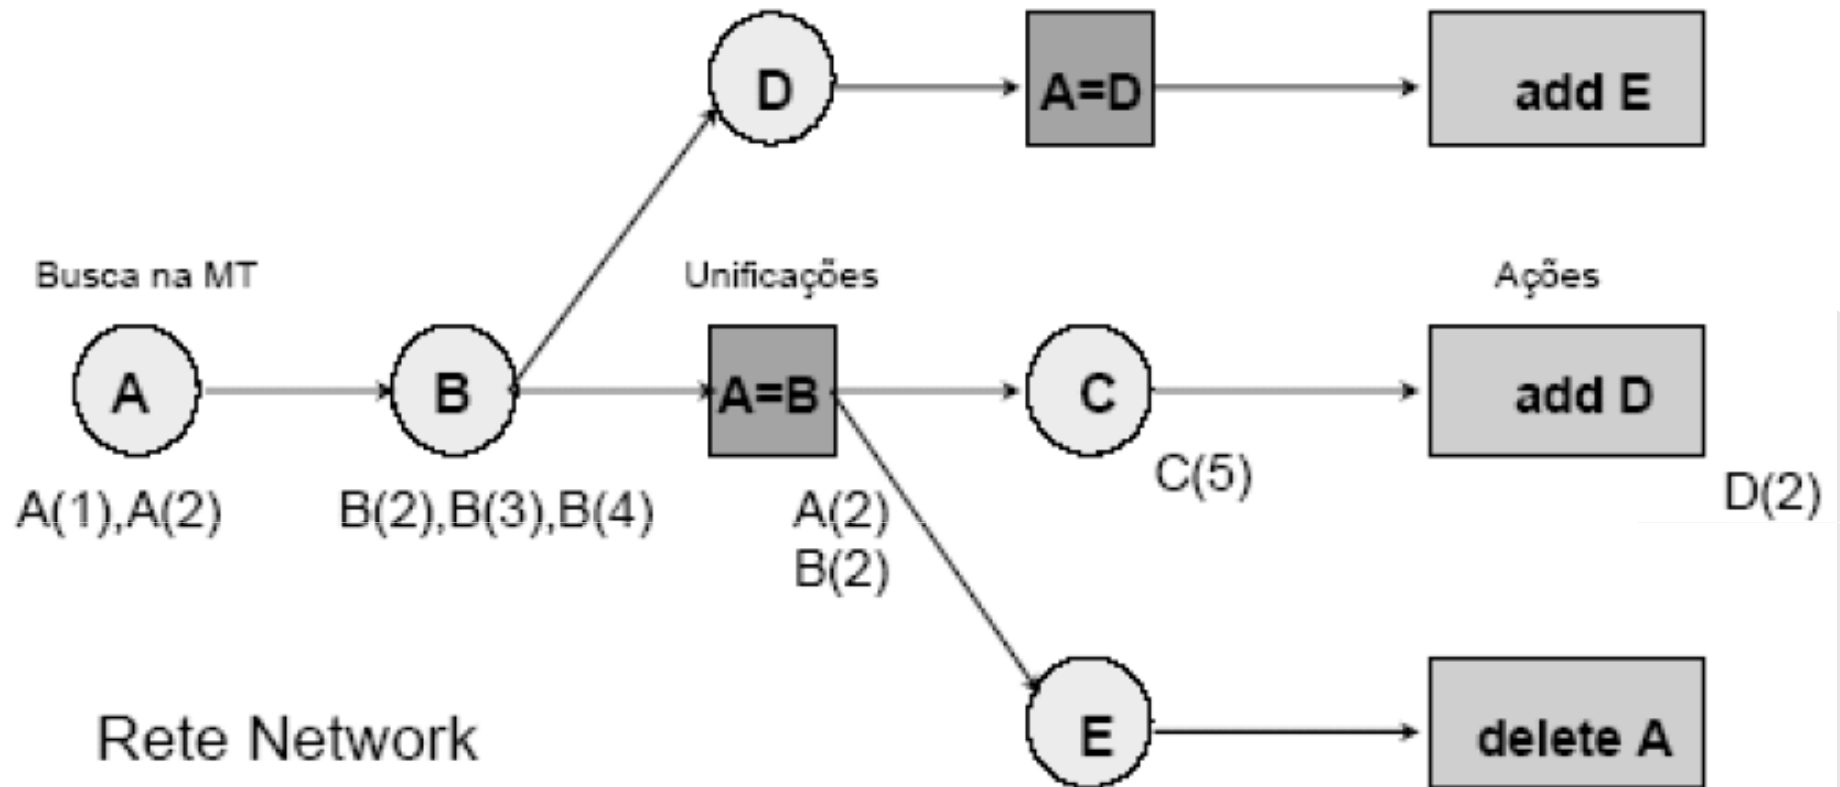 D
A=D
add E
Busca na MT
Unificações
Ações
A
B
A=B
C
add D
A(1),A(2)
B(2),B(3),B(4)
A(2)
B(2)
C(5)
D(2)
Rete Network
E
delete A